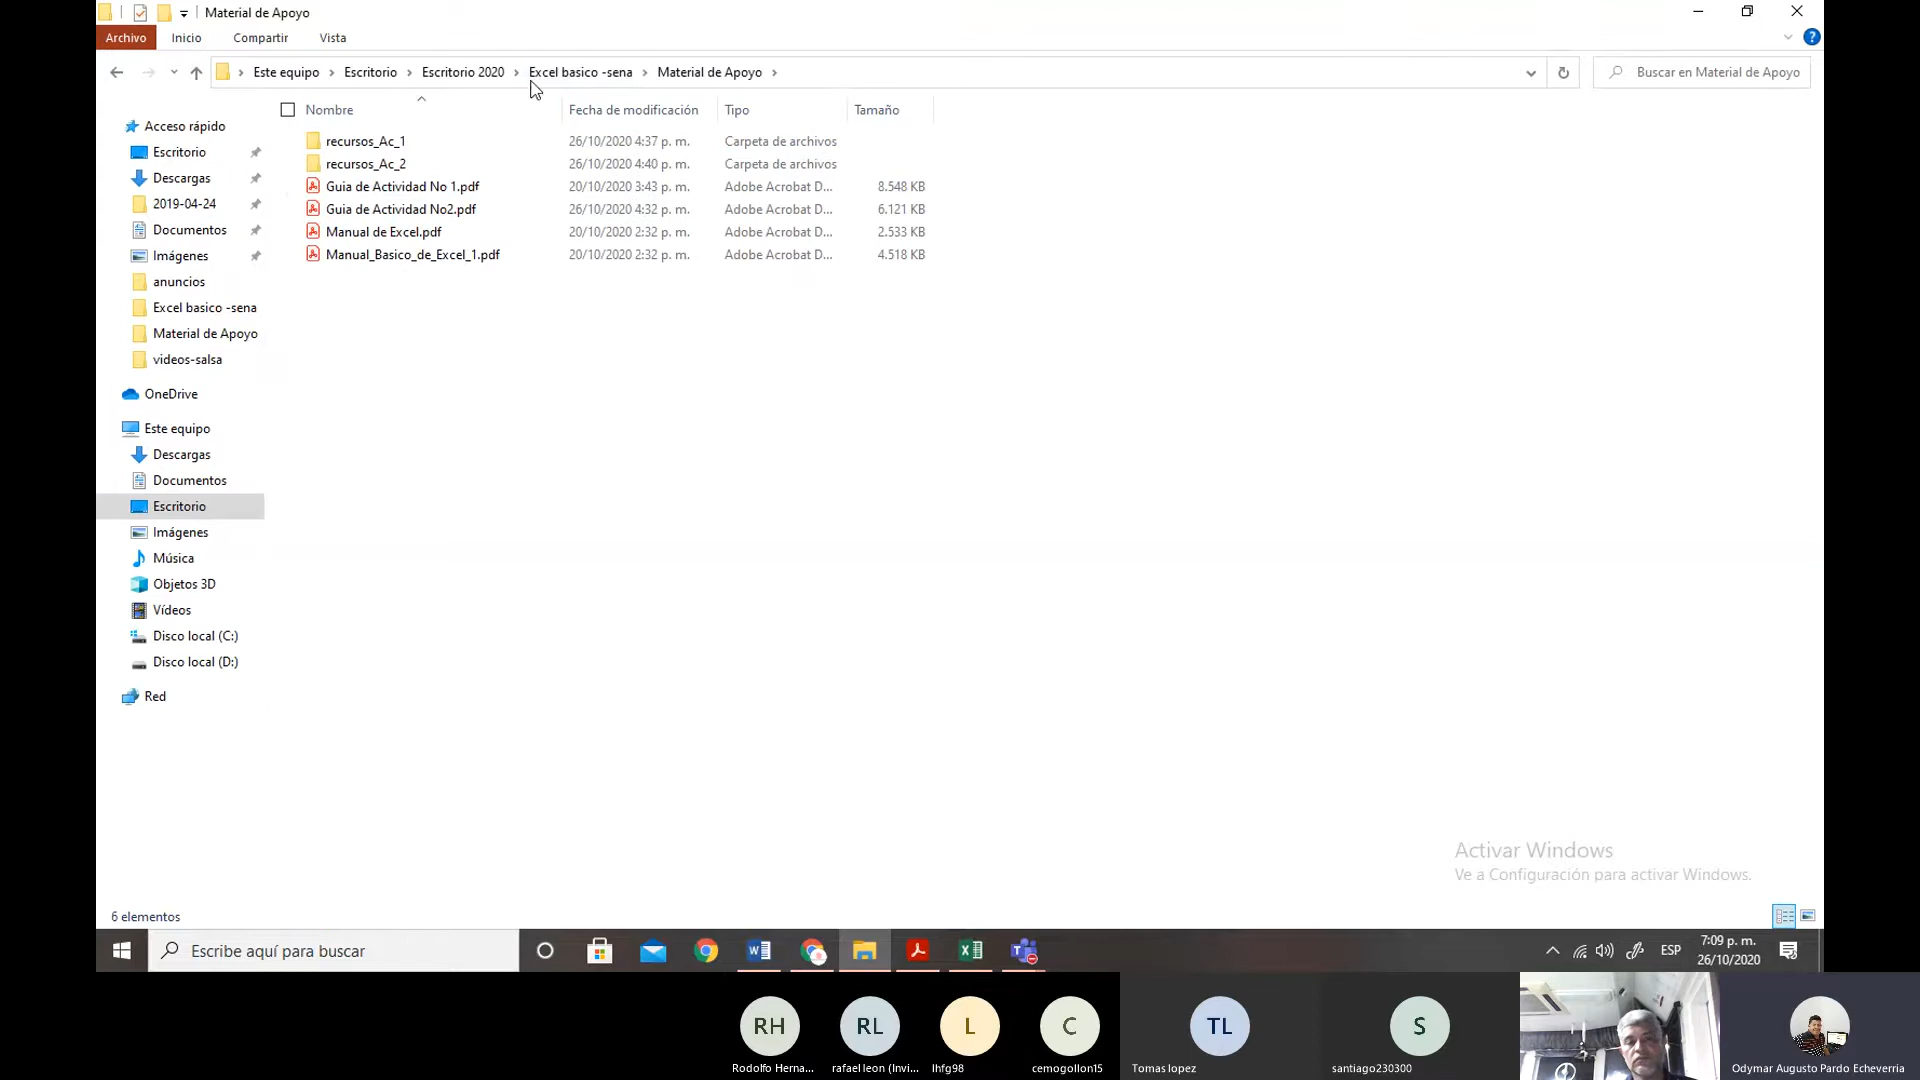 Material de Apoyo
Archivo Inicio Compartir Vista
Este equipo Escritorio Escritorio 2020 Excel basico -sena Material de Apoyo
Buscar en Material de Apoyo
Nombre Fecha de modificación Tipo Tamaño
recursos_Ac_1 26/10/2020 4:37 p. m. Carpeta de archivos
recursos_Ac_2 26/10/2020 4:40 p. m. Carpeta de archivos
Guia de Actividad No 1.pdf 20/10/2020 3:43 p. m. Adobe Acrobat D... 8.548 KB
Guia de Actividad No2.pdf 26/10/2020 4:32 p. m. Adobe Acrobat D... 6.121 KB
Manual de Excel.pdf 20/10/2020 2:32 p. m. Adobe Acrobat D... 2.533 KB
Manual_Basico_de_Excel_1.pdf 20/10/2020 2:32 p. m. Adobe Acrobat D... 4.518 KB
Acceso rápido
Escritorio
Descargas
2019-04-24
Documentos
Imágenes
anuncios
Excel basico -sena
Material de Apoyo
videos-salsa
OneDrive
Este equipo
Descargas
Documentos
Escritorio
Imágenes
Música
Objetos 3D
Vídeos
Disco local (C:)
Disco local (D:)
Red
Activar Windows
Ve a Configuración para activar Windows.
6 elementos
Escribe aquí para buscar
ESP
7:09 p. m.
26/10/2020
RH RL L C TL S
Rodolfo Herna... rafael leon (Invi... lhfg98 cemogollon15 Tomas lopez santiago230300 Odymar Augusto Pardo Echeverria